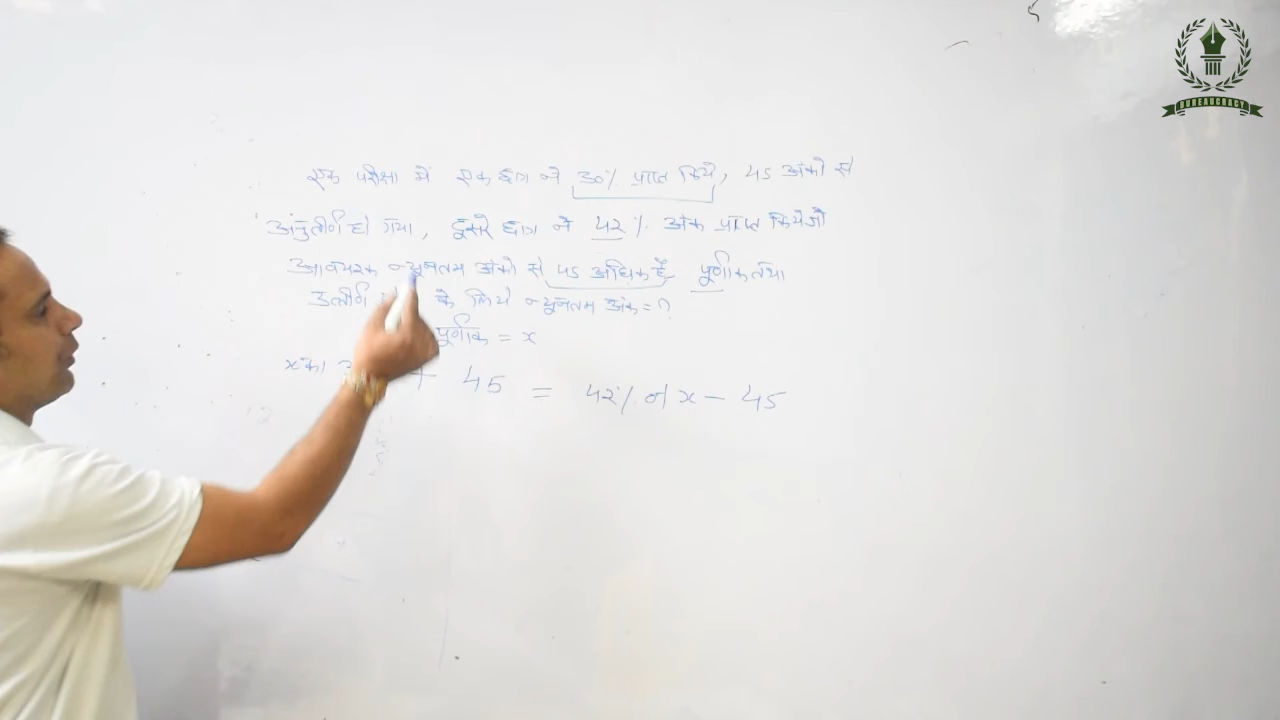 एक परीक्षा में एक छात्र ने 30% प्राप्त किये, 45 अंको से
अनुतीर्ण हो गया, दूसरे छात्र ने 42% अंक प्राप्त किये जो
आवश्यक न्यूनतम अंको से 45 अधिक है पूर्णांक तथा
उत्तीर्ण के लिये न्यूनतम अंक = ?
पूर्णांक = x
x का + 45 = 42% of x - 45
BUREAUCRACY